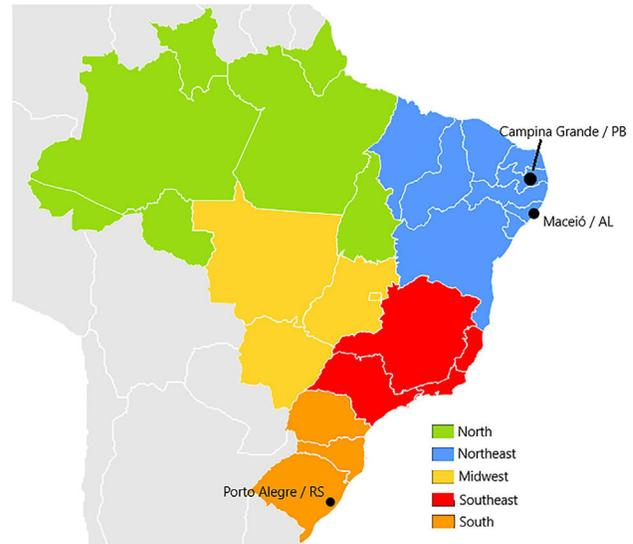 Campina Grande / PB
Maceió / AL
North
Northeast
Midwest
Southeast
South
Porto Alegre / RS